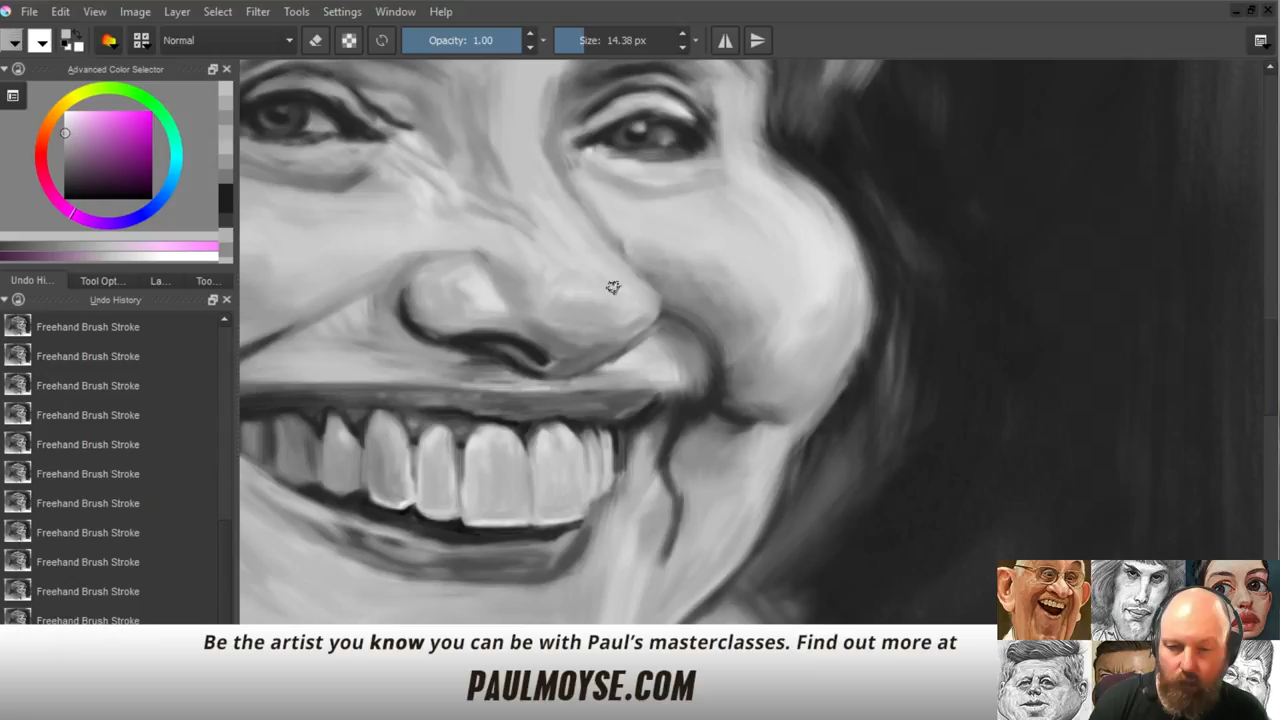 File Edit View Image Layer Select Filter Tools Settings Window Help
Normal Opacity: 1.00 Size: 14.38 px
Advanced Color Selector
Undo Hi... Tool Opt... La... Too...
Undo History
Freehand Brush Stroke
Freehand Brush Stroke
Freehand Brush Stroke
Freehand Brush Stroke
Freehand Brush Stroke
Freehand Brush Stroke
Freehand Brush Stroke
Freehand Brush Stroke
Freehand Brush Stroke
Freehand Brush Stroke
Freehand Brush Stroke
Be the artist you know you can be with Paul's masterclasses. Find out more at
PAULMOYSE.COM